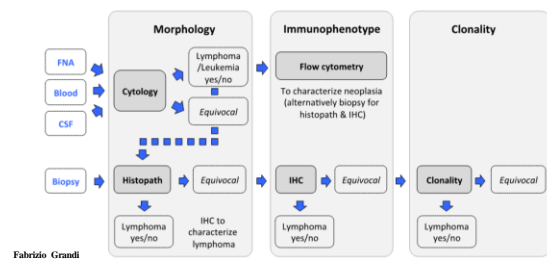 Morphology
Immunophenotype
Clonality
FNA
Blood
CSF
Cytology
Lymphoma
/Leukemia
yes/no
Equivocal
Flow cytometry
To characterize neoplasia
(alternatively biopsy for
histopath & IHC)
Biopsy
Histopath
Equivocal
IHC
Equivocal
Clonality
Equivocal
Lymphoma
yes/no
IHC to
characterize
lymphoma
Lymphoma
yes/no
Lymphoma
yes/no
Fabrizio Grandi